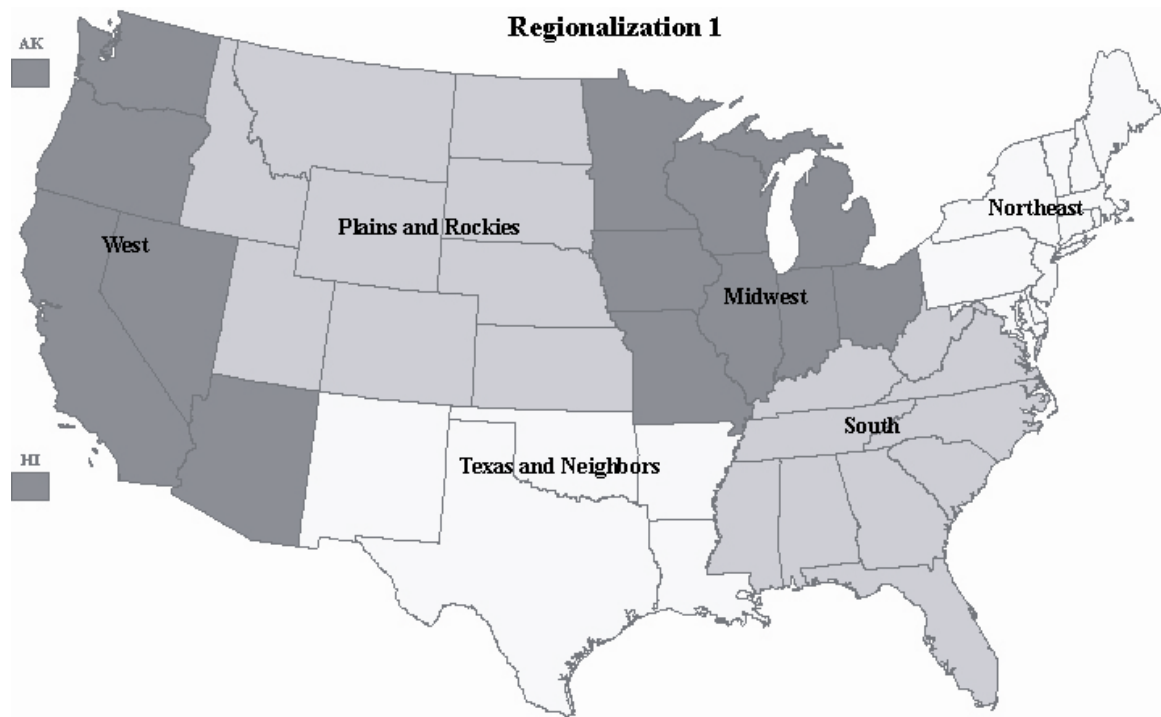 Regionalization 1
AK
Northeast
Plains and Rockies
West
Midwest
South
HI
Texas and Neighbors